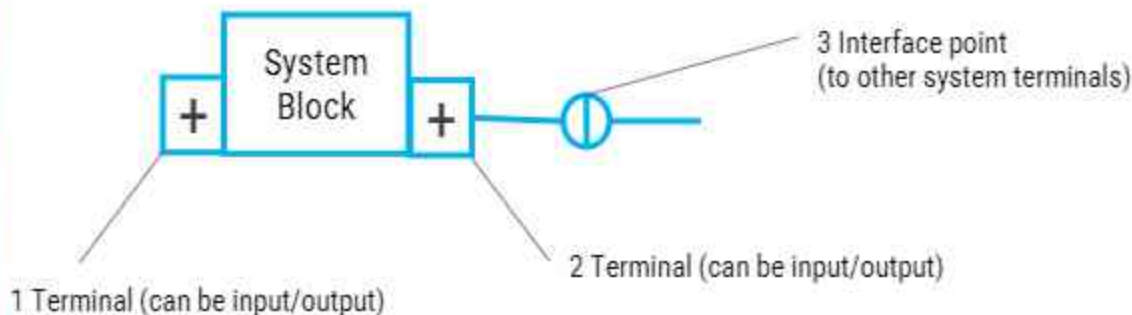 System
Block
+
+
3 Interface point
(to other system terminals)
2 Terminal (can be input/output)
1 Terminal (can be input/output)